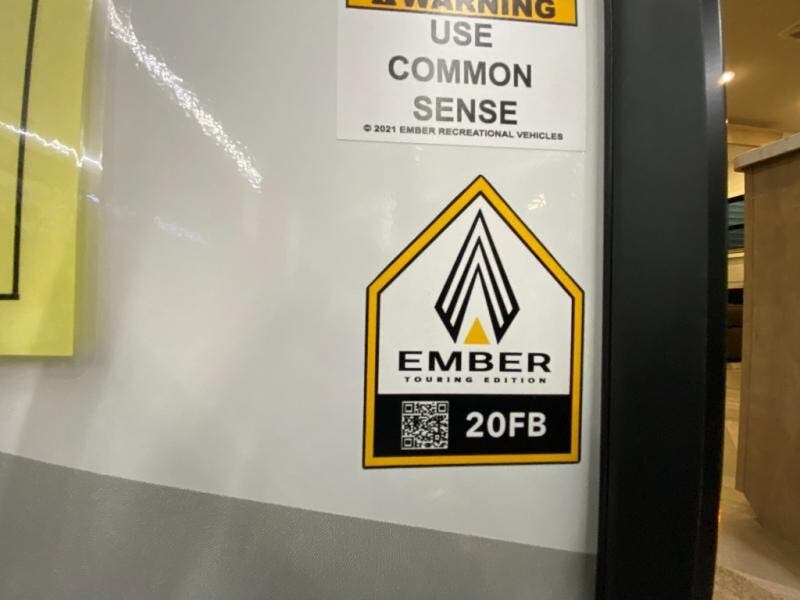 WARNING
USE
COMMON
SENSE
© 2021 EMBER RECREATIONAL VEHICLES
EMBER
TOURING EDITION
20FB